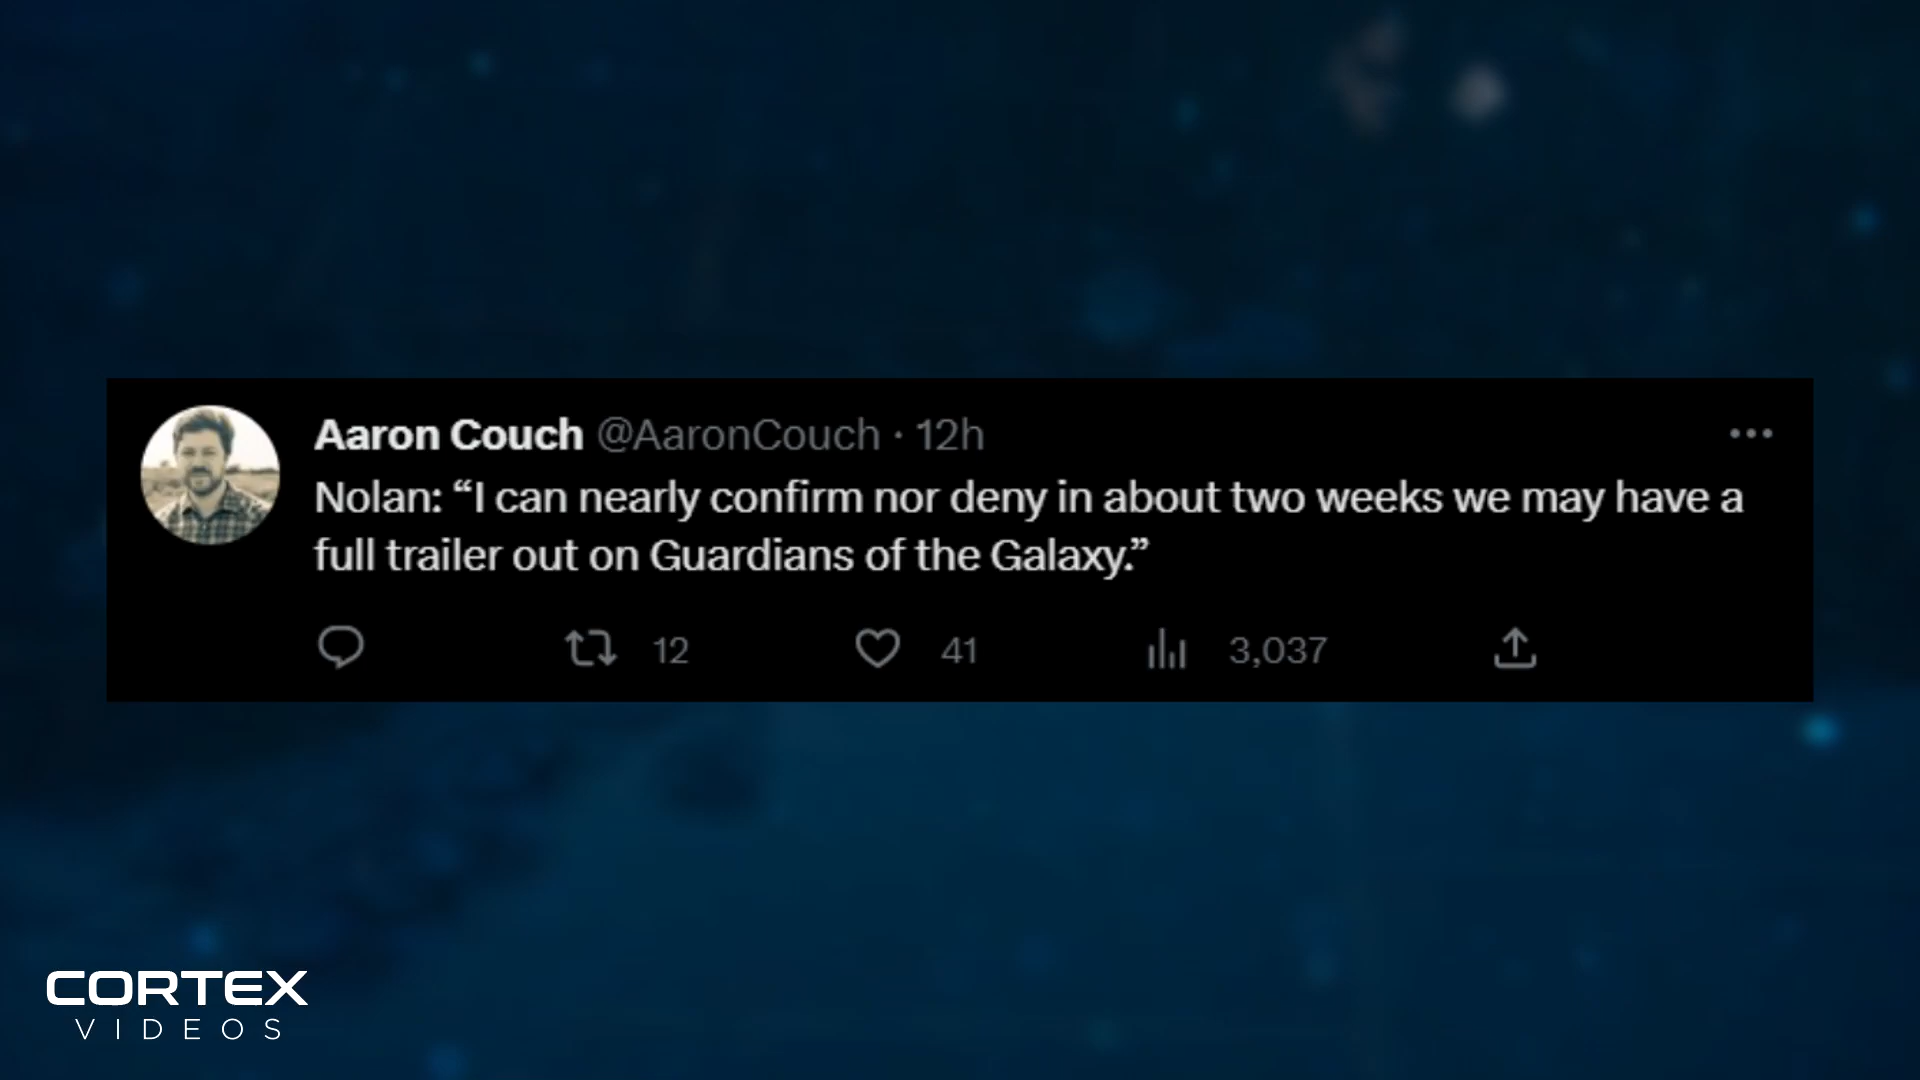 Aaron Couch @AaronCouch · 12h
Nolan: “I can nearly confirm nor deny in about two weeks we may have a
full trailer out on Guardians of the Galaxy.”
12 41 3,037
CORTEX
VIDEOS